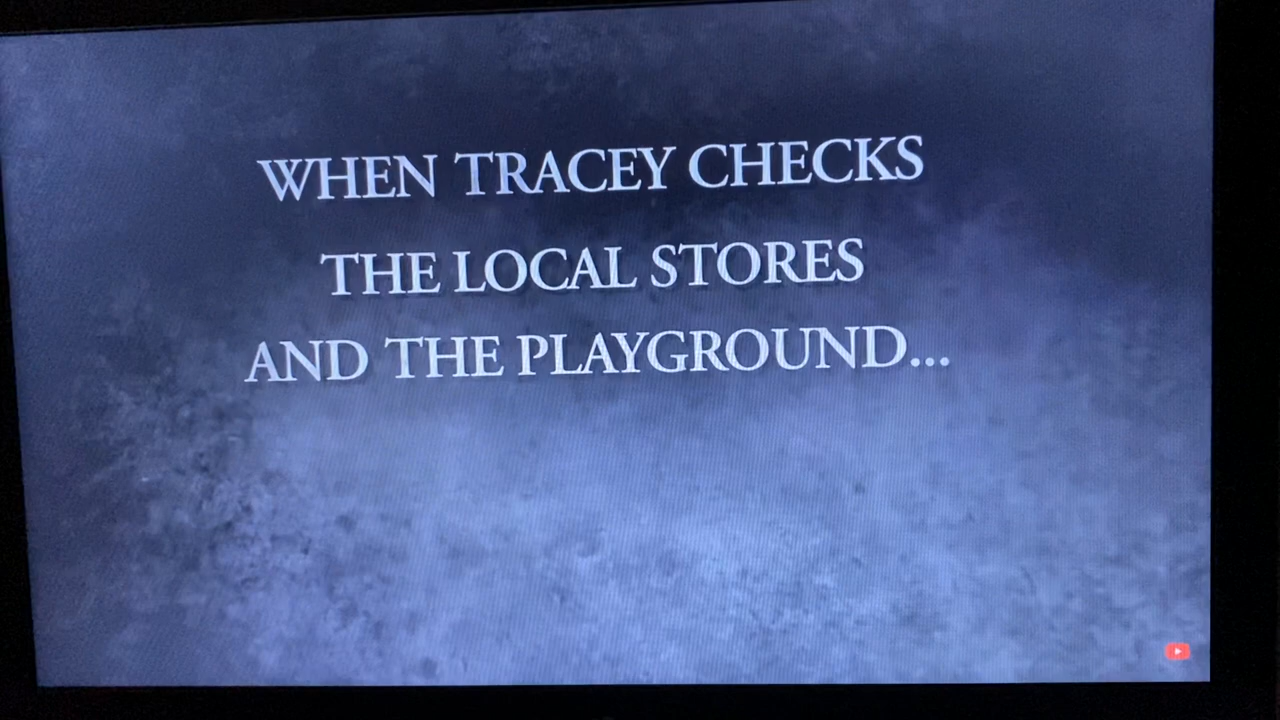 WHEN TRACEY CHECKS
THE LOCAL STORES
AND THE PLAYGROUND...